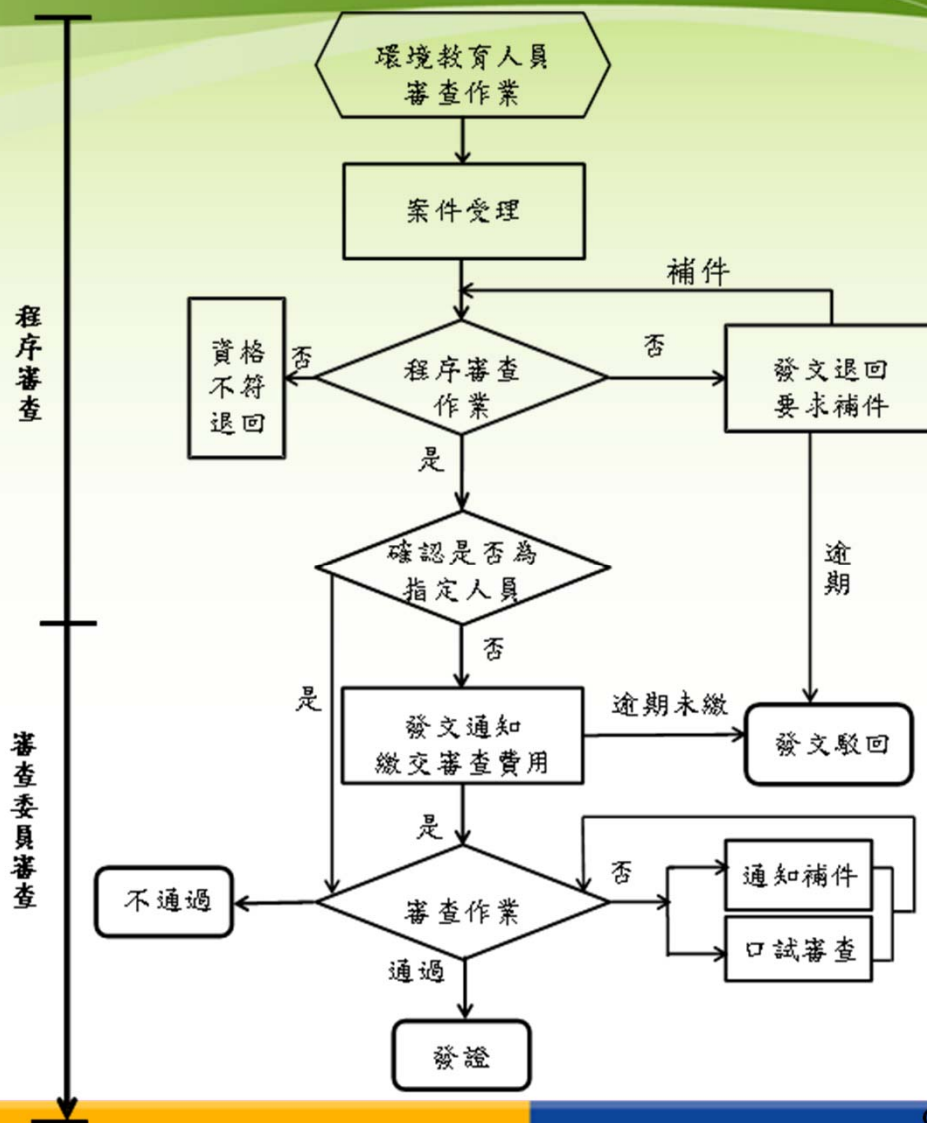 環境教育人員
審查作業
案件受理
補件
程序審查
資格
不符
退回
否
程序審查
作業
否
發文退回
要求補件
是
確認是否為
指定人員
逾期
否
是
發文通知
繳交審查費用
逾期未繳
發文駁回
審查委員審查
是
不通過
審查作業
否
通知補件
口試審查
通過
發證